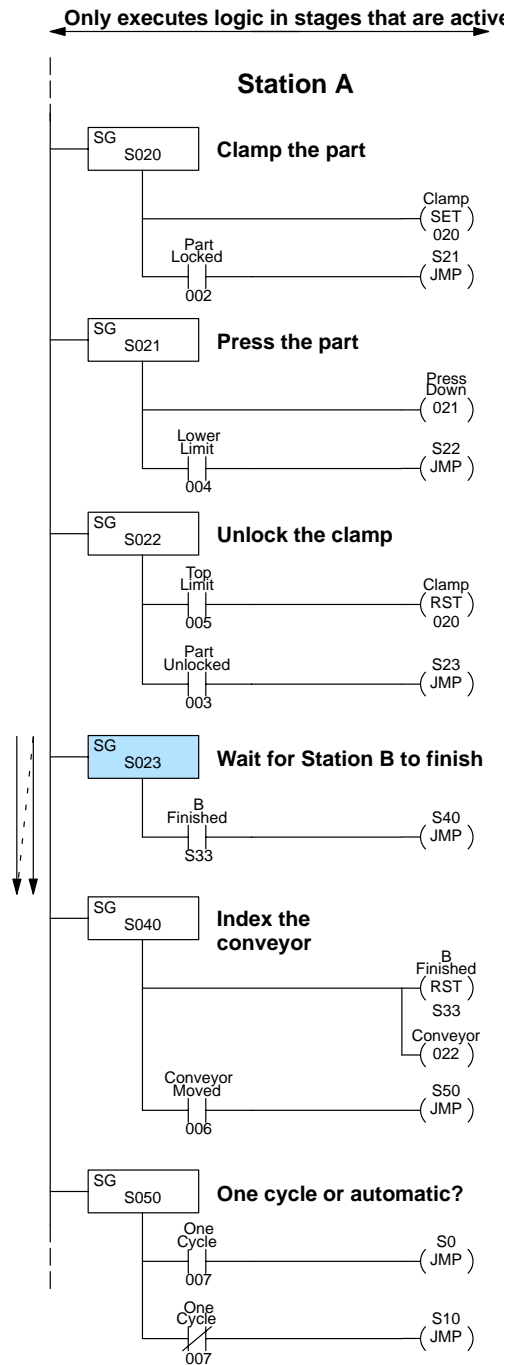 Only executes logic in stages that are active
Station A
SG
S020
Clamp the part
Clamp
SET
020
Part
Locked
002
S21
JMP
SG
S021
Press the part
Press
Down
021
Lower
Limit
004
S22
JMP
SG
S022
Unlock the clamp
Top
Limit
005
Clamp
RST
020
Part
Unlocked
003
S23
JMP
SG
S023
Wait for Station B to finish
B
Finished
S33
S40
JMP
SG
S040
Index the
conveyor
B
Finished
RST
S33
Conveyor
022
Conveyor
Moved
006
S50
JMP
SG
S050
One cycle or automatic?
One
Cycle
007
S0
JMP
One
Cycle
007
S10
JMP